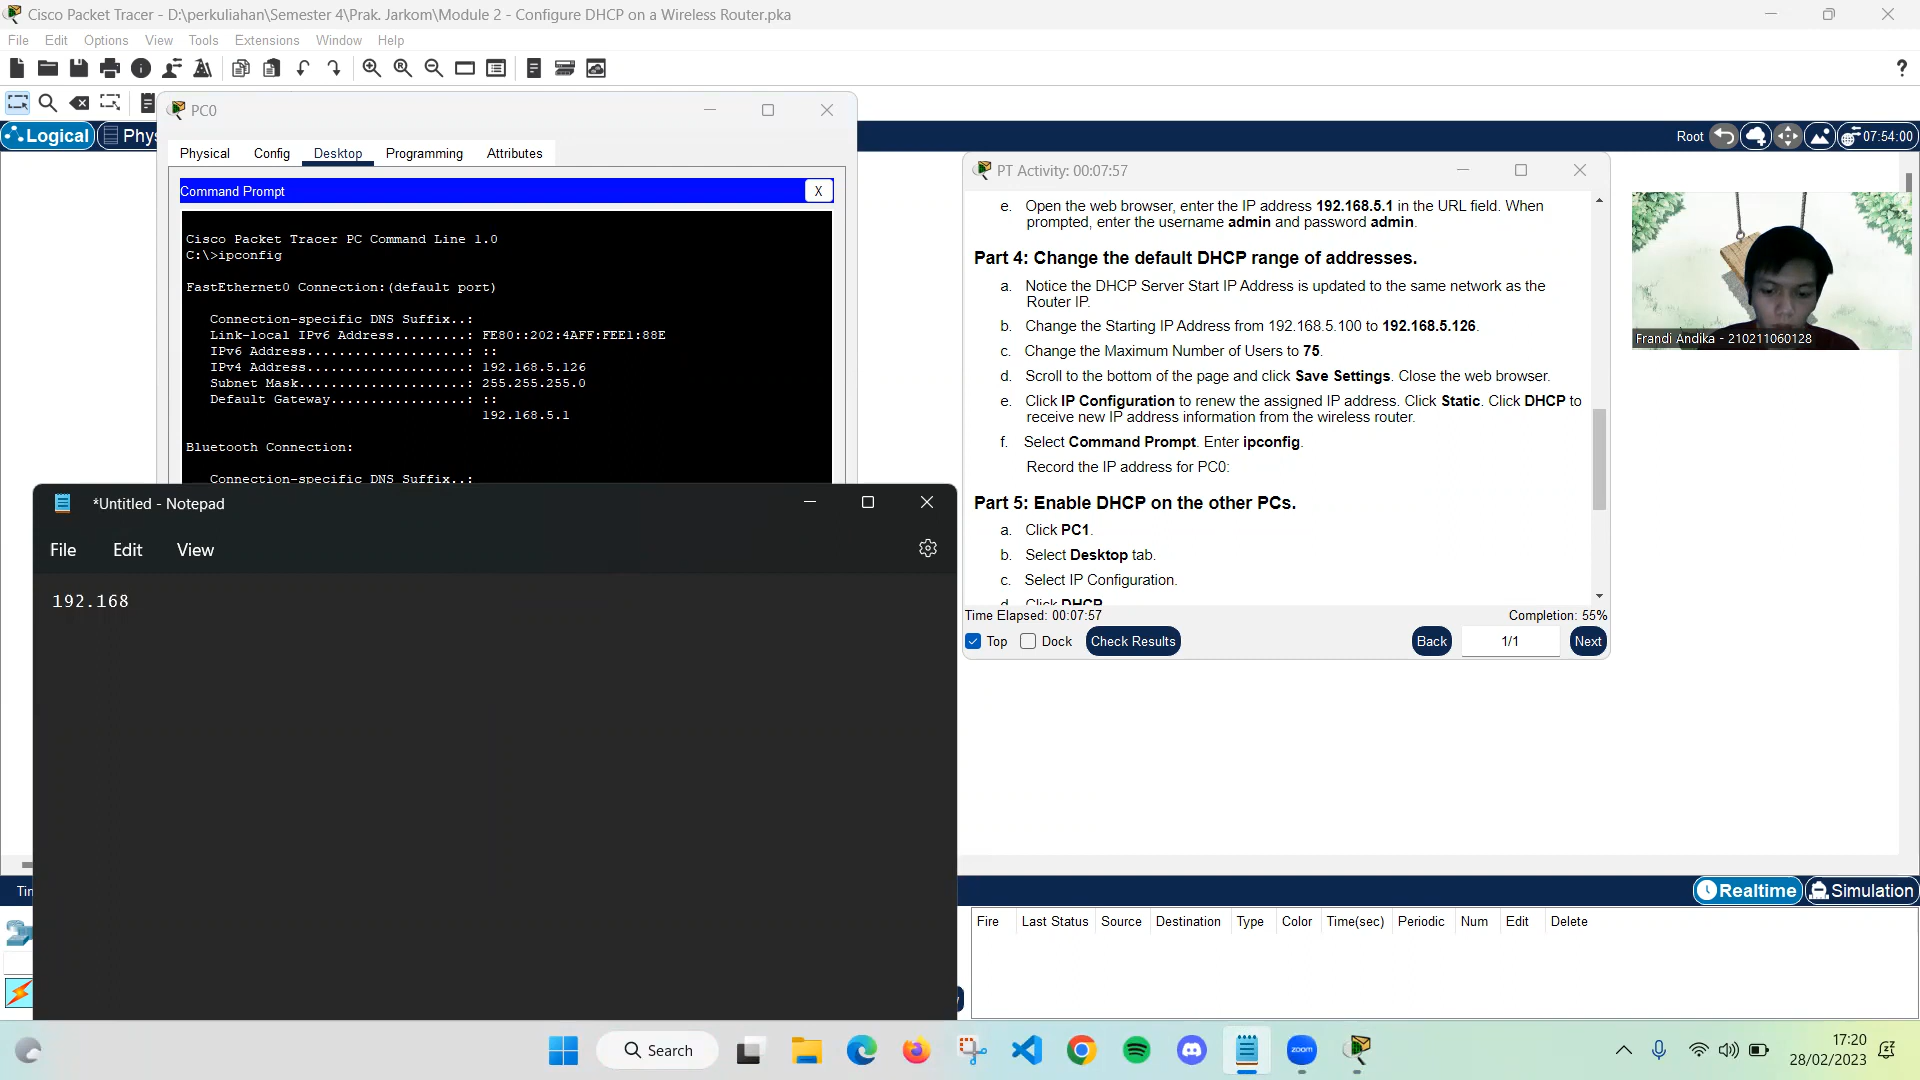 Cisco Packet Tracer - D:\perkuliahan\Semester 4\Prak. Jarkom\Module 2 - Configure DHCP on a Wireless Router.pka
File Edit Options View Tools Extensions Window Help
PC0
Logical
Phys
Root
07:54:00
Physical Config Desktop Programming Attributes
Command Prompt
X
Cisco Packet Tracer PC Command Line 1.0
C:\>ipconfig
FastEthernet0 Connection:(default port)
Connection-specific DNS Suffix..:
Link-local IPv6 Address.........: FE80::202:4AFF:FEE1:88E
IPv6 Address....................: ::
IPv4 Address....................: 192.168.5.126
Subnet Mask.....................: 255.255.255.0
Default Gateway.................: ::
192.168.5.1
Bluetooth Connection:
Connection-specific DNS Suffix..:
PT Activity: 00:07:57
e. Open the web browser, enter the IP address 192.168.5.1 in the URL field. When
prompted, enter the username admin and password admin.
Part 4: Change the default DHCP range of addresses.
a. Notice the DHCP Server Start IP Address is updated to the same network as the
Router IP.
b. Change the Starting IP Address from 192.168.5.100 to 192.168.5.126.
c. Change the Maximum Number of Users to 75.
d. Scroll to the bottom of the page and click Save Settings. Close the web browser.
e. Click IP Configuration to renew the assigned IP address. Click Static. Click DHCP to
receive new IP address information from the wireless router.
f. Select Command Prompt. Enter ipconfig.
Record the IP address for PC0:
Part 5: Enable DHCP on the other PCs.
a. Click PC1.
b. Select Desktop tab.
c. Select IP Configuration.
d. Click DHCP
Time Elapsed: 00:07:57
Completion: 55%
Top Dock Check Results Back 1/1 Next
Frandi Andika - 210211060128
*Untitled - Notepad
File Edit View
192.168
Realtime
Simulation
Fire Last Status Source Destination Type Color Time(sec) Periodic Num Edit Delete
Search
zoom
17:20
28/02/2023